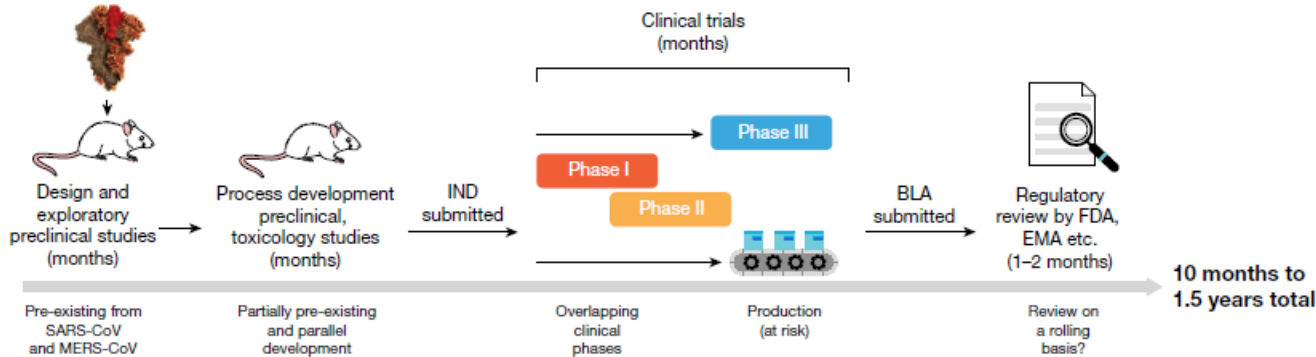 Clinical trials
(months)
Phase III
Phase I
Phase II
Design and
exploratory
preclinical studies
(months)
Process development
preclinical,
toxicology studies
(months)
IND
submitted
BLA
submitted
Regulatory
review by FDA,
EMA etc.
(1–2 months)
10 months to
1.5 years total
Pre-existing from
SARS-CoV
and MERS-CoV
Partially pre-existing
and parallel
development
Overlapping
clinical
phases
Production
(at risk)
Review on
a rolling
basis?